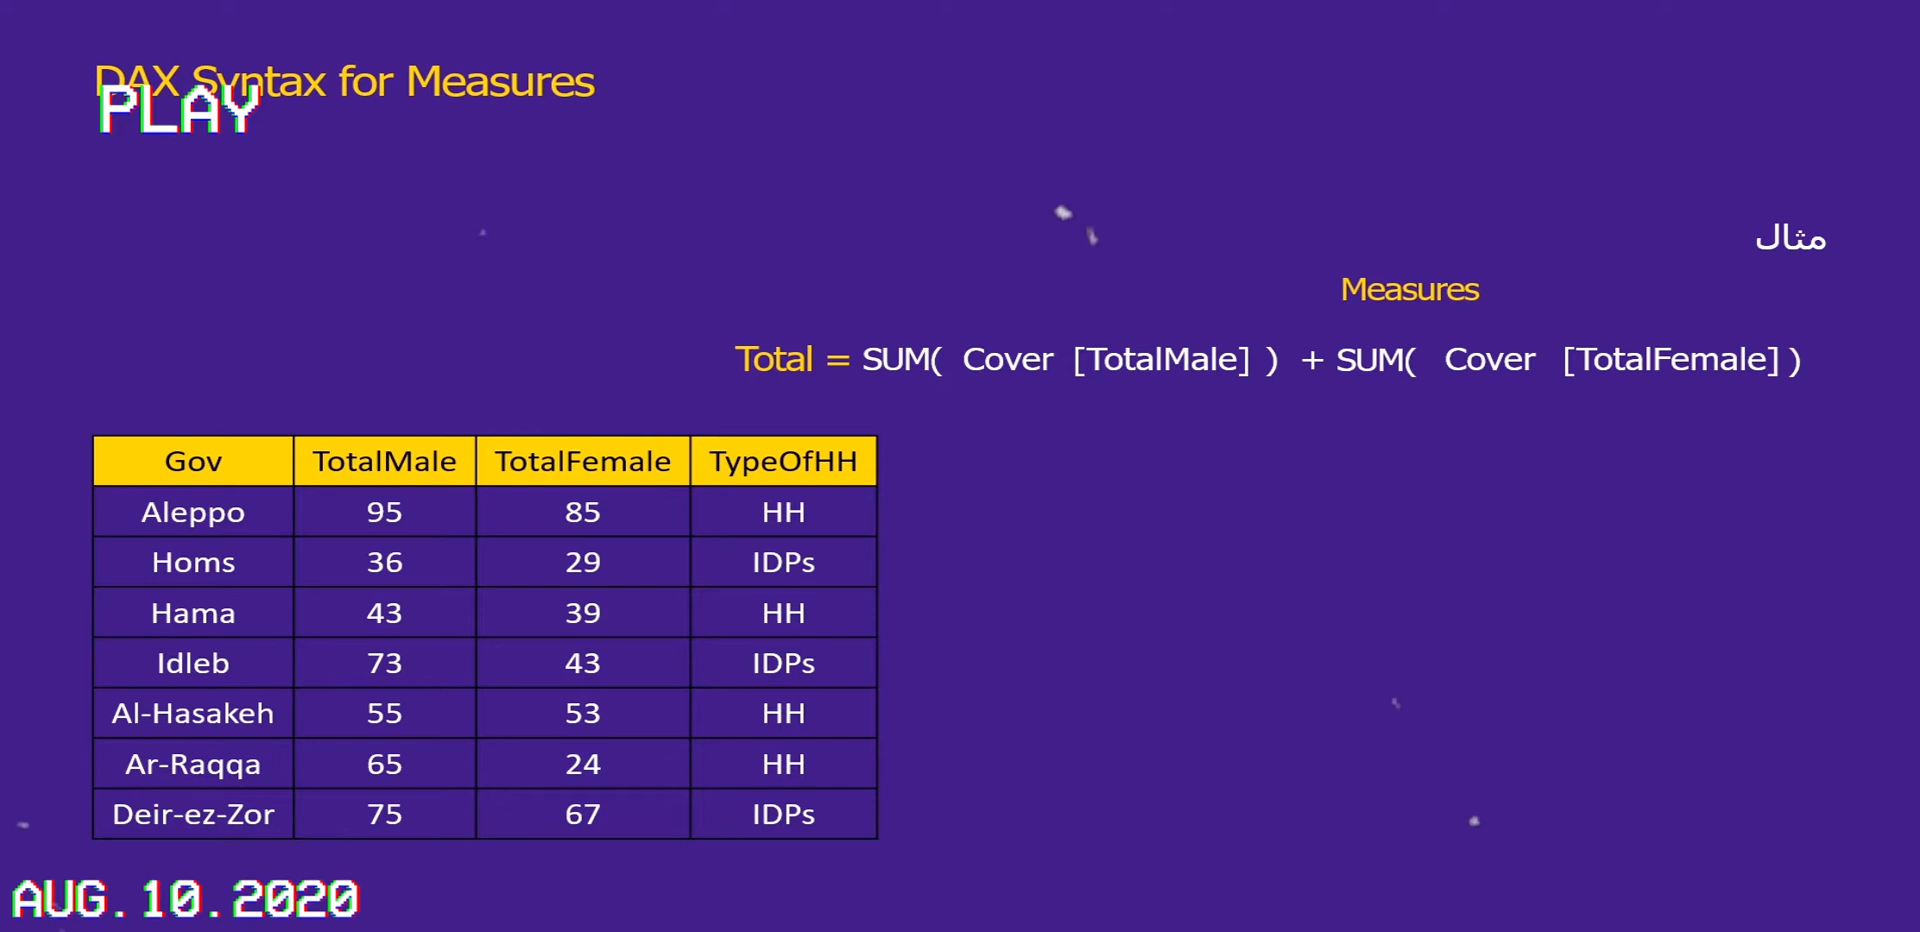 DAX Syntax for Measures
PLAY
مثال
Measures
Total = SUM( Cover [TotalMale] ) + SUM( Cover [TotalFemale] )
Gov TotalMale TotalFemale TypeOfHH
Aleppo 95 85 HH
Homs 36 29 IDPs
Hama 43 39 HH
Idleb 73 43 IDPs
Al-Hasakeh 55 53 HH
Ar-Raqqa 65 24 HH
Deir-ez-Zor 75 67 IDPs
AUG.10.2020